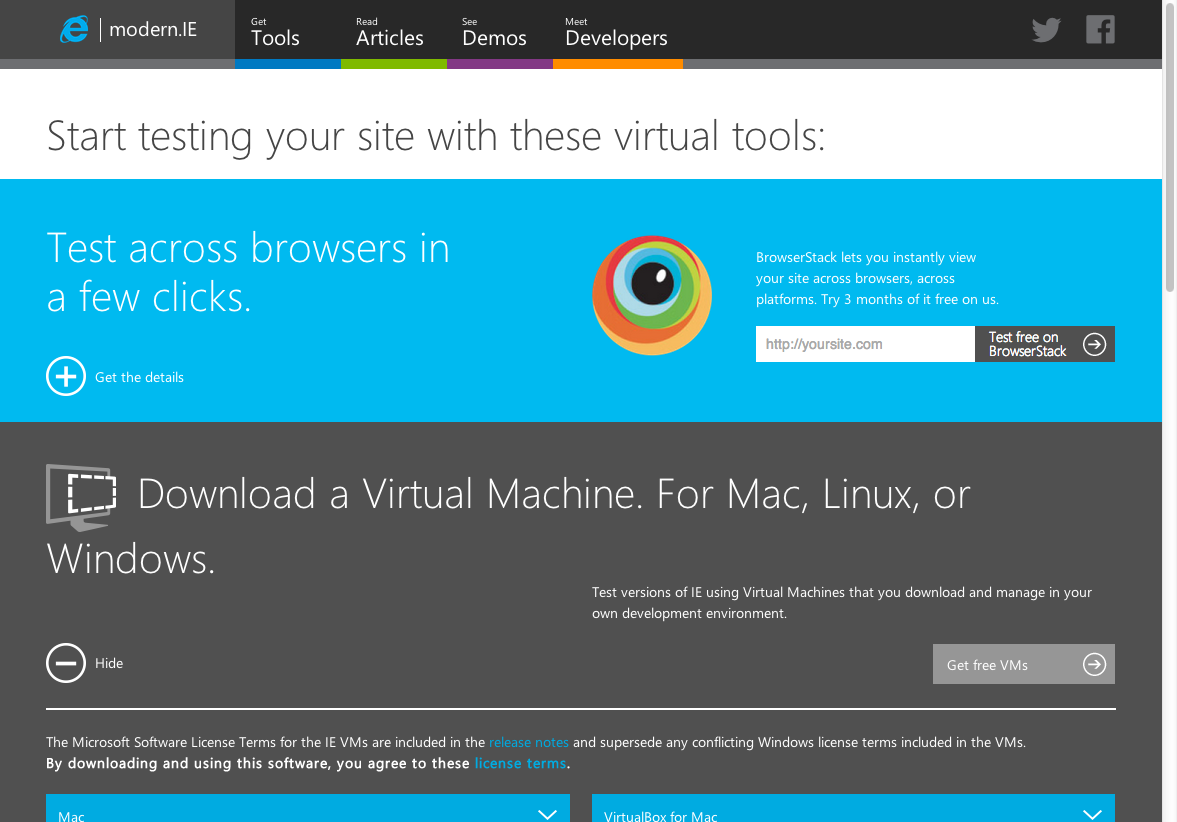 modern.IE
Get
Tools
Read
Articles
See
Demos
Meet
Developers
Start testing your site with these virtual tools:
Test across browsers in
a few clicks.
Get the details
BrowserStack lets you instantly view
your site across browsers, across
platforms. Try 3 months of it free on us.
http://yoursite.com
Test free on
BrowserStack
Download a Virtual Machine. For Mac, Linux, or
Windows.
Test versions of IE using Virtual Machines that you download and manage in your
own development environment.
Hide
Get free VMs
The Microsoft Software License Terms for the IE VMs are included in the release notes and supersede any conflicting Windows license terms included in the VMs.
By downloading and using this software, you agree to these license terms.
Mac
VirtualBox for Mac